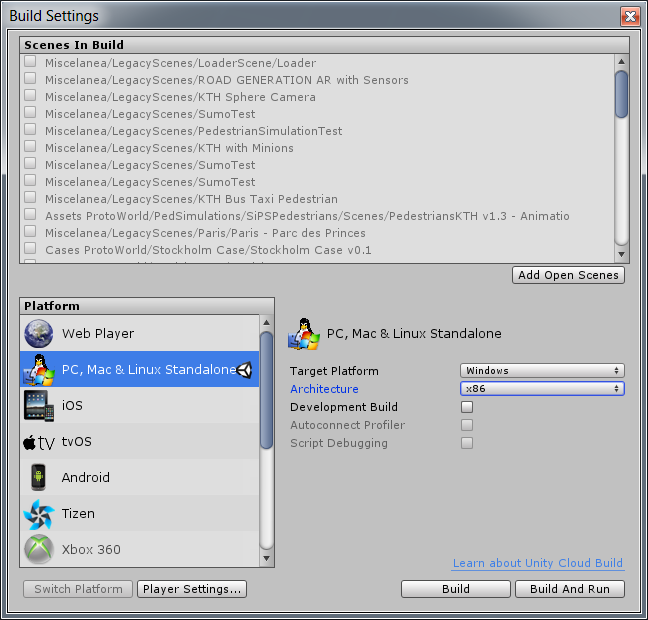 Build Settings
Scenes In Build
Miscelanea/LegacyScenes/LoaderScene/Loader
Miscelanea/LegacyScenes/ROAD GENERATION AR with Sensors
Miscelanea/LegacyScenes/KTH Sphere Camera
Miscelanea/LegacyScenes/SumoTest
Miscelanea/LegacyScenes/PedestrianSimulationTest
Miscelanea/LegacyScenes/KTH with Minions
Miscelanea/LegacyScenes/SumoTest
Miscelanea/LegacyScenes/SumoTest
Miscelanea/LegacyScenes/KTH Bus Taxi Pedestrian
Assets ProtoWorld/PedSimulations/SiPSPedestrians/Scenes/PedestriansKTH v1.3 - Animatio
Miscelanea/LegacyScenes/Paris/Paris - Parc des Princes
Cases ProtoWorld/Stockholm Case/Stockholm Case v0.1
Add Open Scenes
Platform
Web Player
PC, Mac & Linux Standalone
iOS
tv
tvOS
Android
Tizen
Xbox 360
PC, Mac & Linux Standalone
Target Platform Windows
Architecture x86
Development Build
Autoconnect Profiler
Script Debugging
Learn about Unity Cloud Build
Switch Platform Player Settings... Build Build And Run